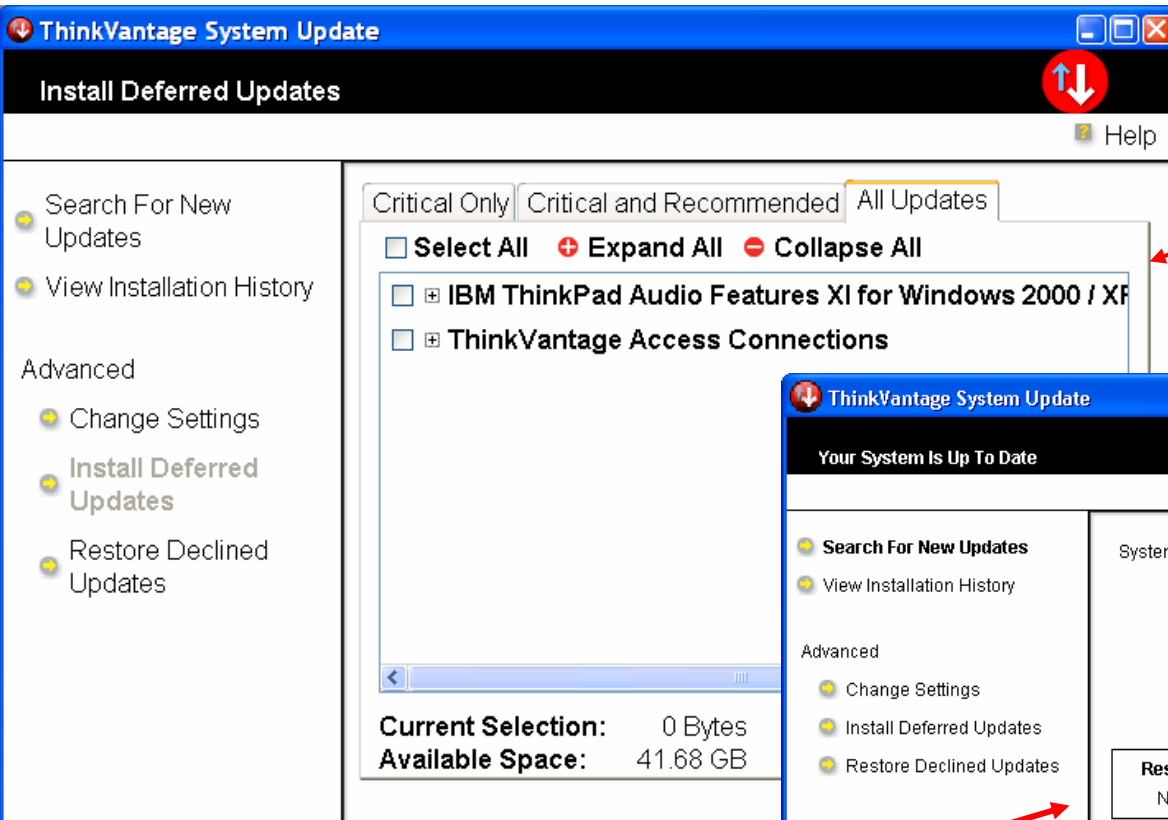 ThinkVantage System Update
Install Deferred Updates
Help
Search For New
Updates
View Installation History
Advanced
Change Settings
Install Deferred
Updates
Restore Declined
Updates
Critical Only Critical and Recommended All Updates
Select All Expand All Collapse All
IBM ThinkPad Audio Features XI for Windows 2000 /
ThinkVantage Access Connections
Current Selection: 0 Bytes
Available Space: 41.68 GB
ThinkVantage System Update
Your System Is Up To Date
Search For New Updates
View Installation History
Advanced
Change Settings
Install Deferred Updates
Restore Declined Updates